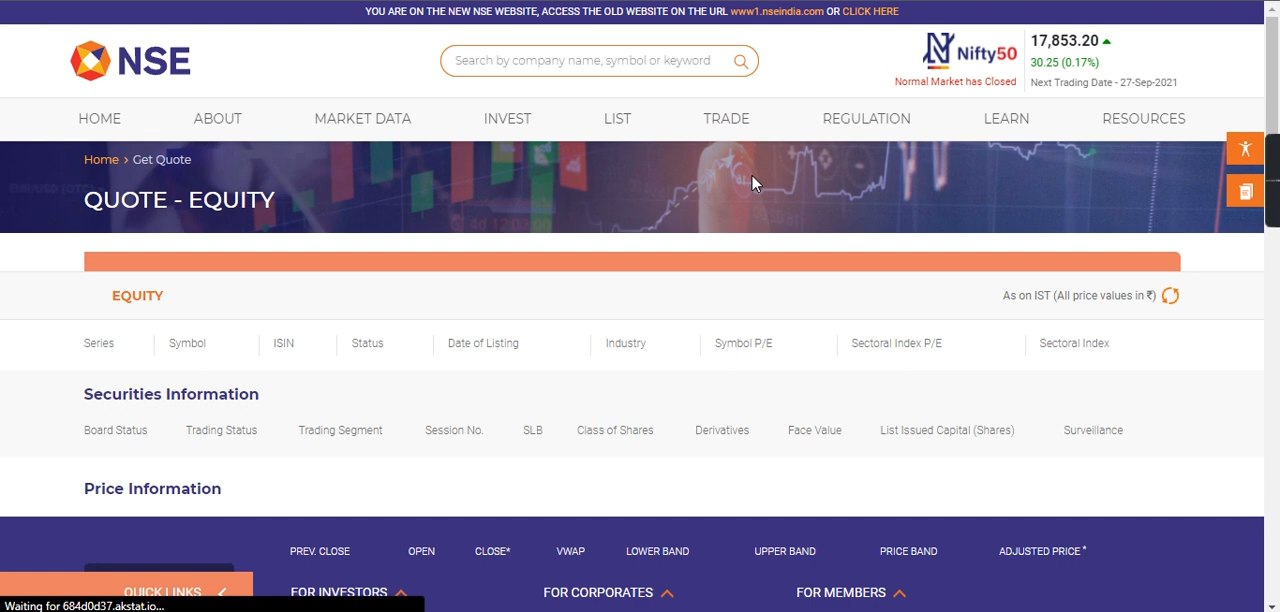 YOU ARE ON THE NEW NSE WEBSITE, ACCESS THE OLD WEBSITE ON THE URL www1.nseindia.com OR CLICK HERE
NSE
Search by company name, symbol or keyword
Nifty50
Normal Market has Closed
17,853.20
30.25 (0.17%)
Next Trading Date - 27-Sep-2021
HOME ABOUT MARKET DATA INVEST LIST TRADE REGULATION LEARN RESOURCES
Home > Get Quote
QUOTE - EQUITY
EQUITY
As on IST (All price values in ₹)
Series Symbol ISIN Status Date of Listing Industry Symbol P/E Sectoral Index P/E Sectoral Index
Securities Information
Board Status Trading Status Trading Segment Session No. SLB Class of Shares Derivatives Face Value List Issued Capital (Shares) Surveillance
Price Information
PREV. CLOSE OPEN CLOSE* VWAP LOWER BAND UPPER BAND PRICE BAND ADJUSTED PRICE*
QUICK LINKS FOR INVESTORS FOR CORPORATES FOR MEMBERS
Waiting for 684d0d37.akstat.io...